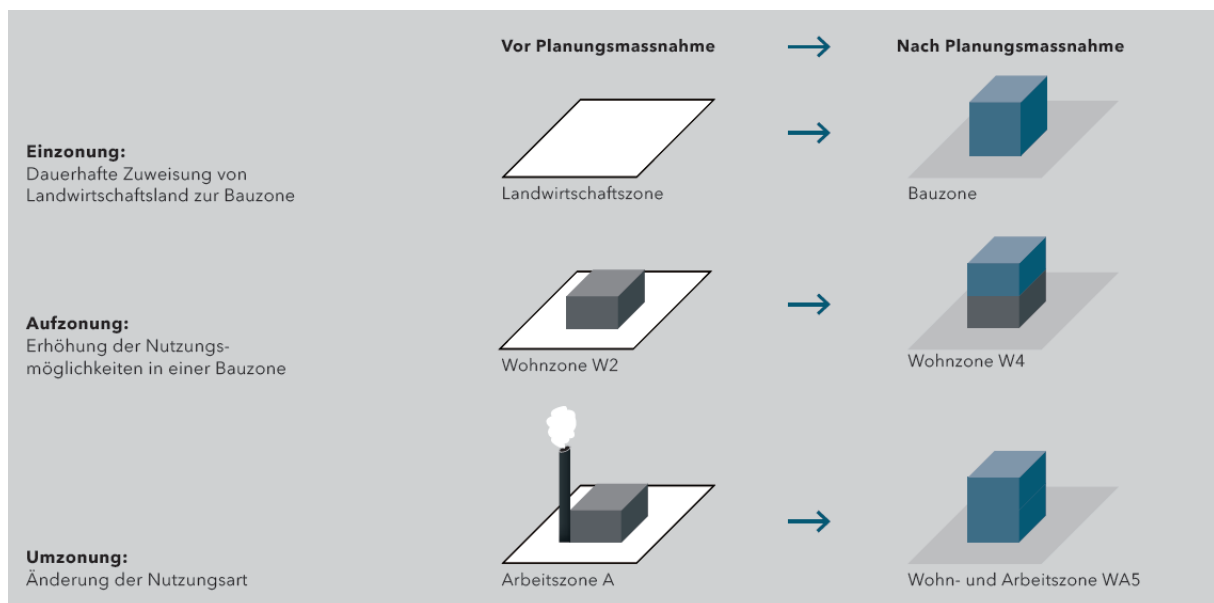 Vor Planungsmassnahme
Nach Planungsmassnahme
Einzonung:
Dauerhafte Zuweisung von
Landwirtschaftsland zur Bauzone
Landwirtschaftszone
Bauzone
Aufzonung:
Erhöhung der Nutzungs-
möglichkeiten in einer Bauzone
Wohnzone W2
Wohnzone W4
Umzonung:
Änderung der Nutzungsart
Arbeitszone A
Wohn- und Arbeitszone WA5